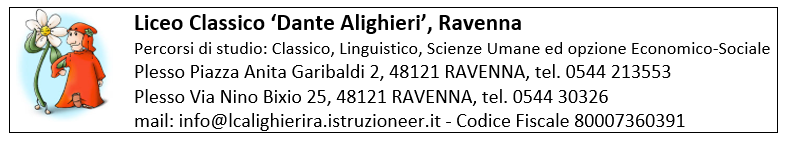 Liceo Classico ‘Dante Alighieri’, Ravenna
Percorsi di studio: Classico, Linguistico, Scienze Umane ed opzione Economico-Sociale
Plesso Piazza Anita Garibaldi 2, 48121 RAVENNA, tel. 0544 213553
Plesso Via Nino Bixio 25, 48121 RAVENNA, tel. 0544 30326
mail: info@lcalighierira.istruzioneer.it - Codice Fiscale 80007360391